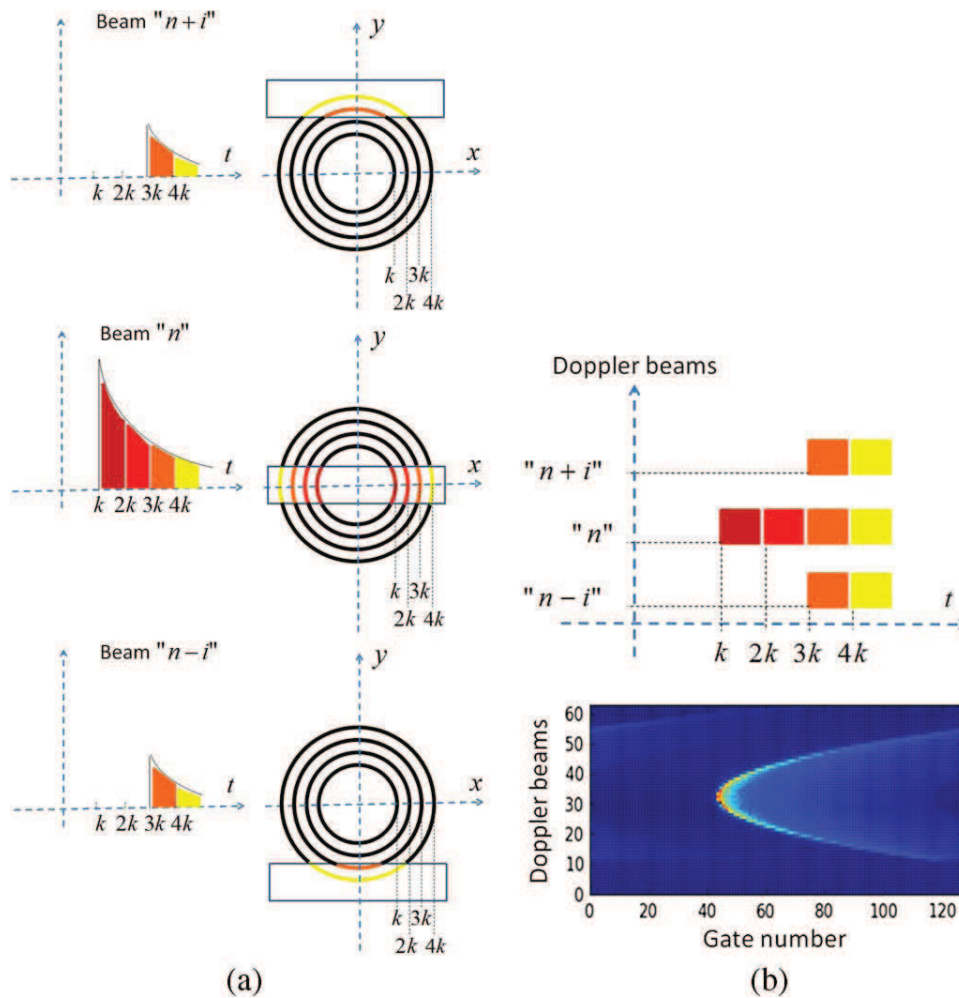 Beam "n+i"
y
t
x
k 2k 3k 4k
k 3k
2k 4k
Beam "n"
y
t
x
k 2k 3k 4k
k 3k
2k 4k
Beam "n−i"
y
t
x
k 2k 3k 4k
k 3k
2k 4k
(a)
Doppler beams
"n+i"
"n"
"n−i"
t
k 2k 3k 4k
Doppler beams
60
50
40
30
20
10
0
0 20 40 60 80 100 120
Gate number
(b)